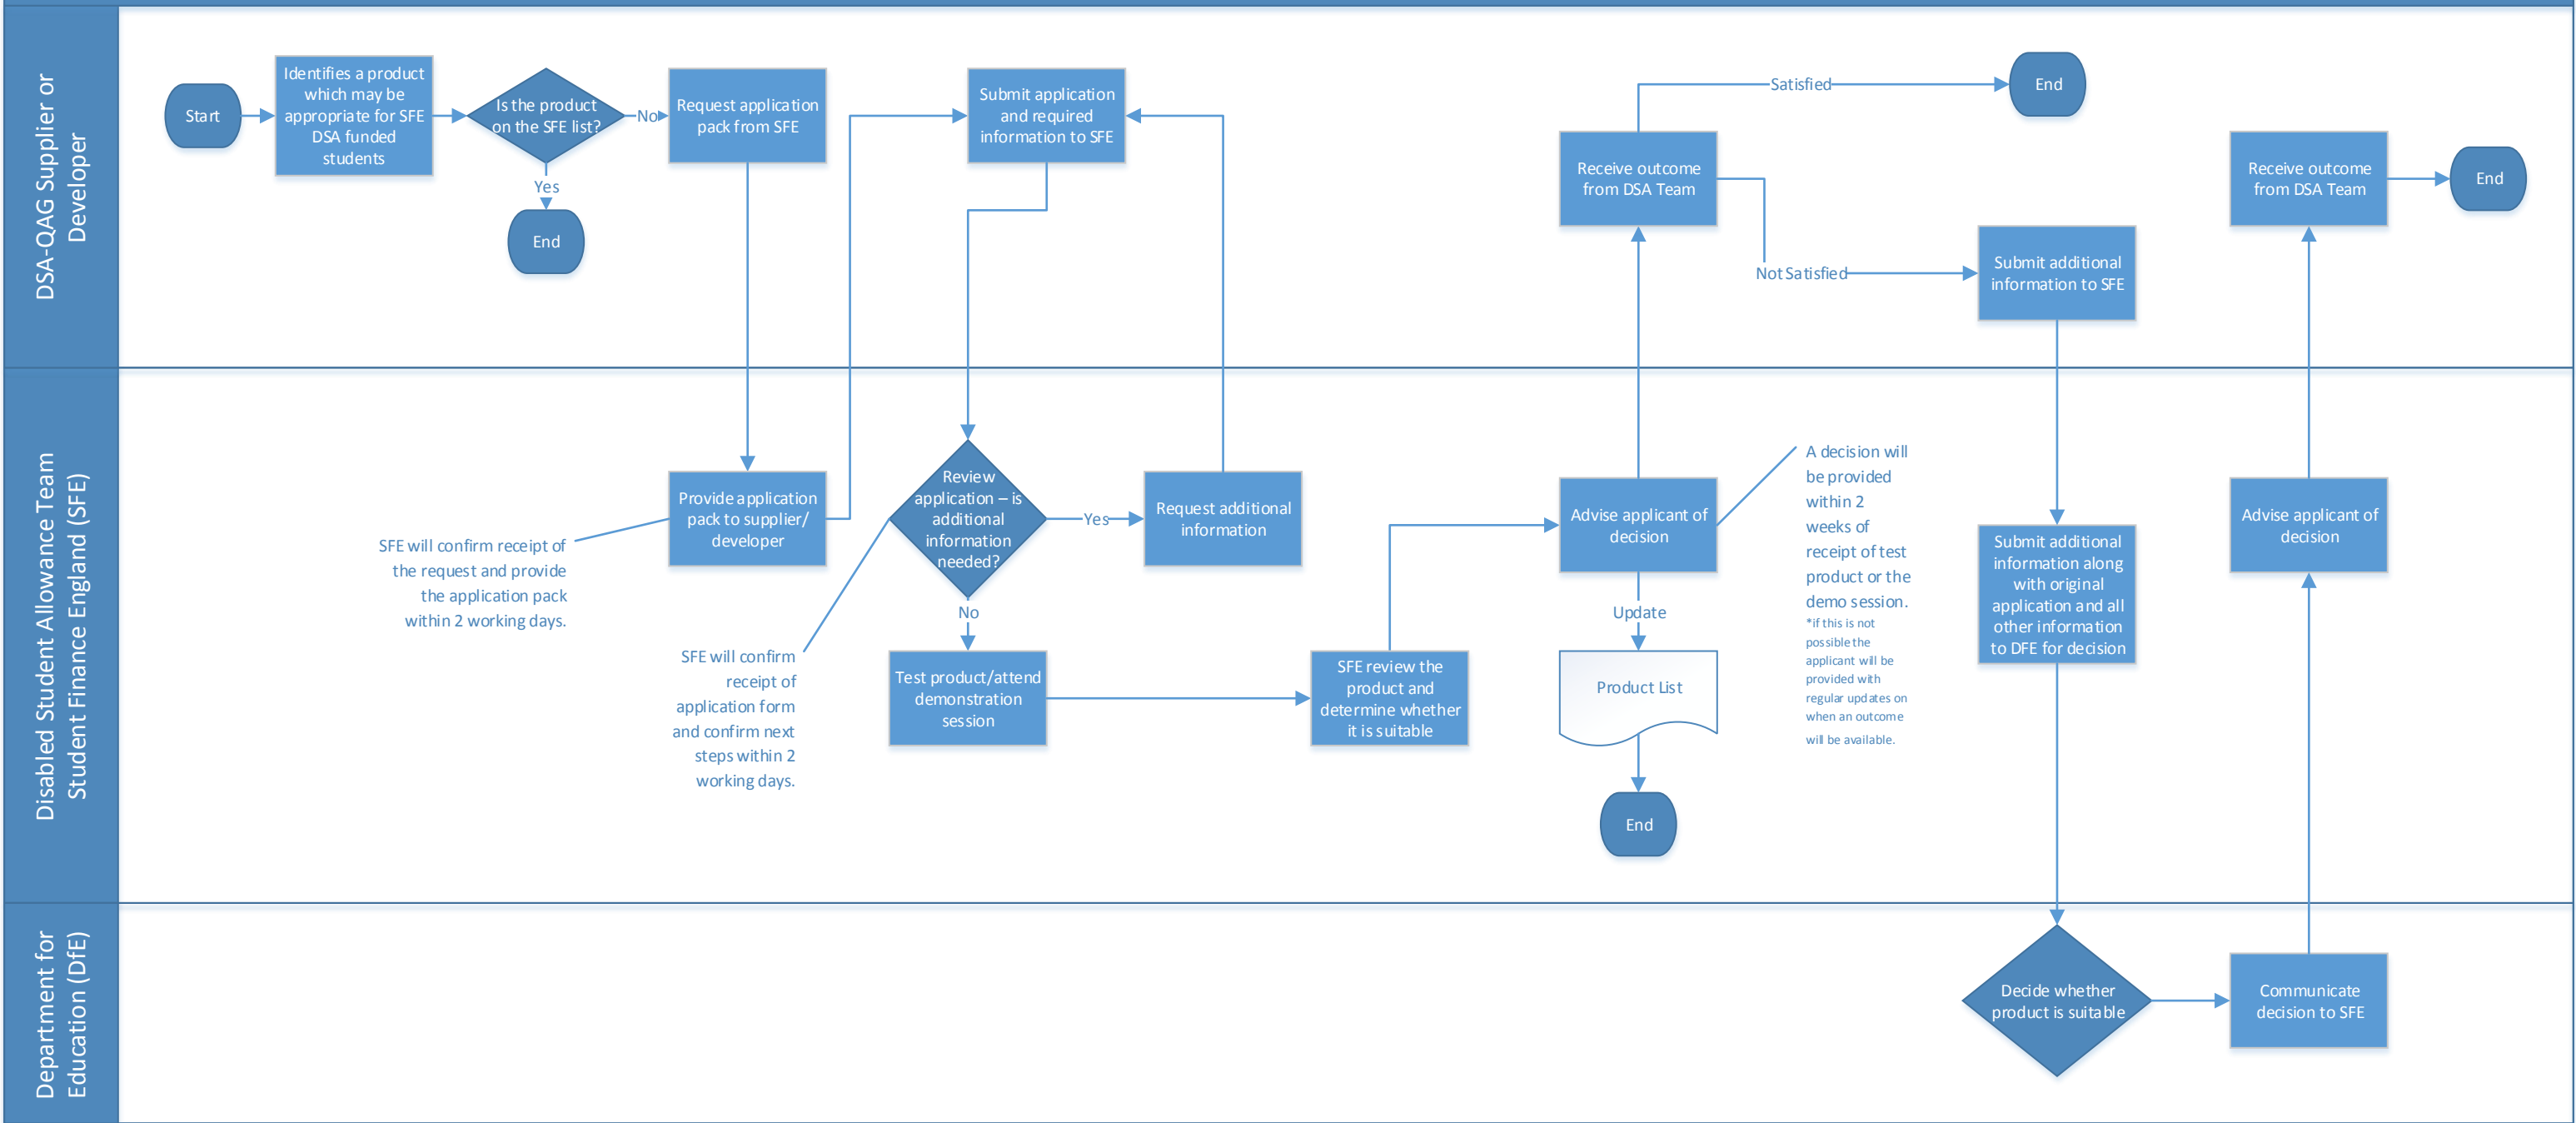 DSA-QAG Supplier or
Developer
Start
Identifies a product
which may be
appropriate for SFE
DSA funded
students
Is the product
on the SFE list?
No
Yes
End
Request application
pack from SFE
Submit application
and required
information to SFE
Receive outcome
from DSA Team
Satisfied
End
Not Satisfied
Submit additional
information to SFE
Receive outcome
from DSA Team
End
Disabled Student Allowance Team
Student Finance England (SFE)
SFE will confirm receipt of
the request and provide
the application pack
within 2 working days.
Provide application
pack to supplier/
developer
Review
application – is
additional
information
needed?
Yes
Request additional
information
No
SFE will confirm
receipt of
application form
and confirm next
steps within 2
working days.
Test product/attend
demonstration
session
SFE review the
product and
determine whether
it is suitable
Advise applicant of
decision
Update
Product List
End
A decision will
be provided
within 2
weeks of
receipt of test
product or the
demo session.
*if this is not
possible the
applicant will be
provided with
regular updates on
when an outcome
will be available.
Submit additional
information along
with original
application and all
other information
to DFE for decision
Advise applicant of
decision
Department for
Education (DfE)
Decide whether
product is suitable
Communicate
decision to SFE